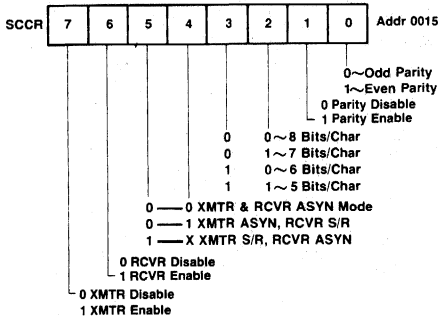 SCCR 7 6 5 4 3 2 1 0 Addr 0015
0~Odd Parity
1~Even Parity
0 Parity Disable
1 Parity Enable
0 0~8 Bits/Char
0 1~7 Bits/Char
1 0~6 Bits/Char
1 1~5 Bits/Char
0—0 XMTR & RCVR ASYN Mode
0—1 XMTR ASYN, RCVR S/R
1—X XMTR S/R, RCVR ASYN
0 RCVR Disable
1 RCVR Enable
0 XMTR Disable
1 XMTR Enable